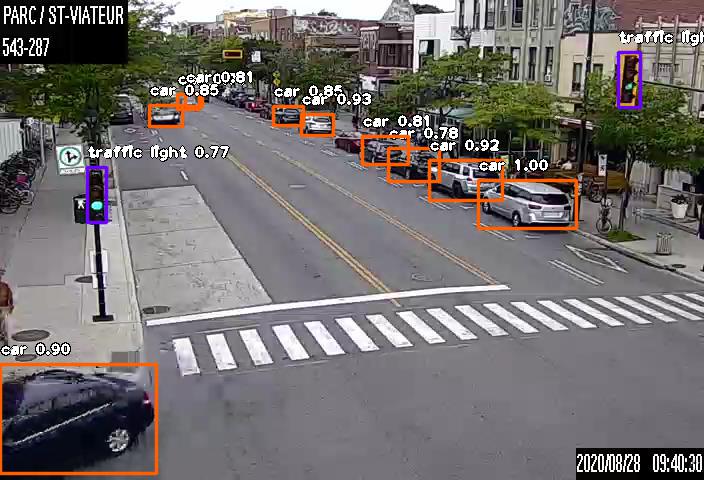 PARC / ST-VIATEUR
543-287
traffic ligh
car 0.81
car 0.85
car 0.85
car 0.93
car 0.81
0.78
car 0.92
car 1.00
traffic light 0.77
car 0.90
2020/08/28 09:40:30